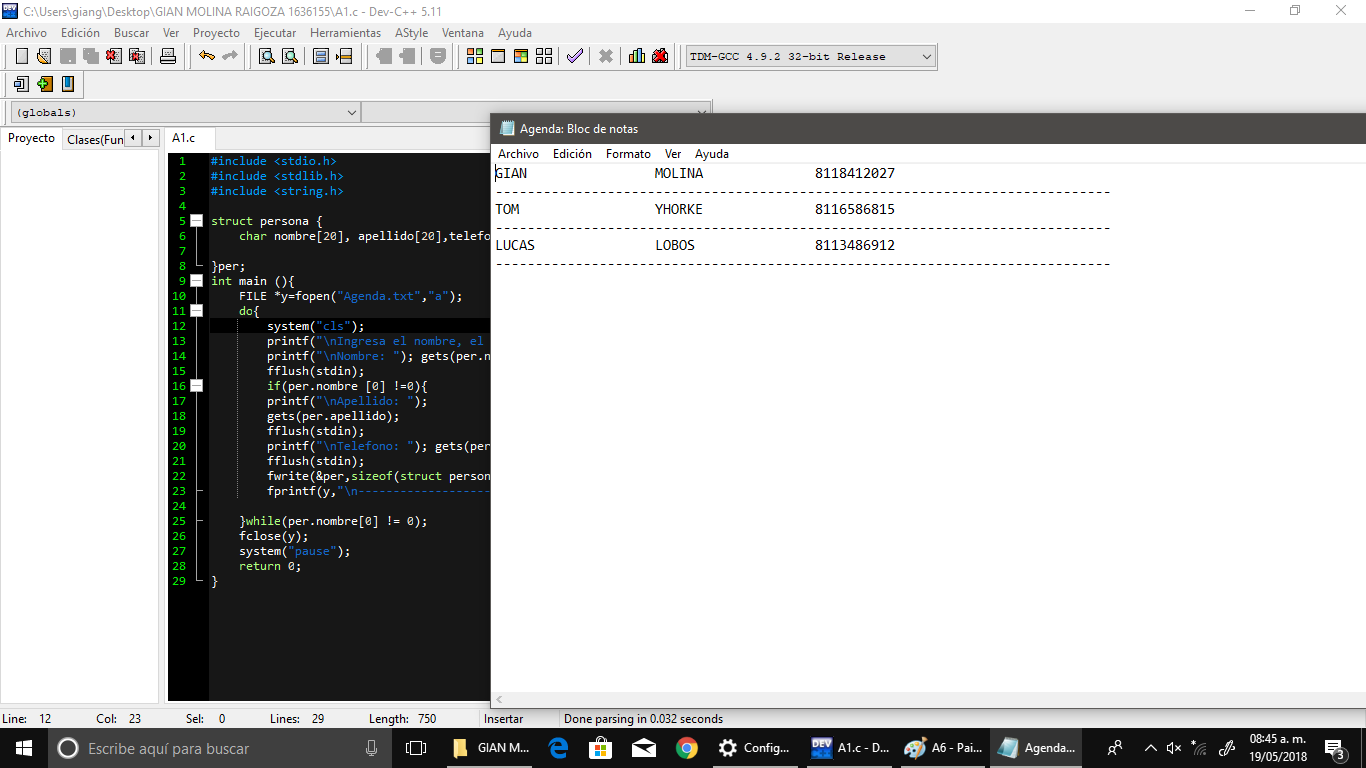 C:\Users\giang\Desktop\GIAN MOLINA RAIGOZA 1636155\A1.c - Dev-C++ 5.11
Archivo Edición Buscar Ver Proyecto Ejecutar Herramientas AStyle Ventana Ayuda
TDM-GCC 4.9.2 32-bit Release
(globals)
Proyecto Clases(Fun
A1.c
1 #include <stdio.h>
2 #include <stdlib.h>
3 #include <string.h>
4
5 struct persona {
6 char nombre[20], apellido[20],telefo
7
8 }per;
9 int main (){
10 FILE *y=fopen("Agenda.txt","a");
11 do{
12 system("cls");
13 printf("\nIngresa el nombre, el
14 printf("\nNombre: "); gets(per.n
15 fflush(stdin);
16 if(per.nombre [0] !=0){
17 printf("\nApellido: ");
18 gets(per.apellido);
19 fflush(stdin);
20 printf("\nTelefono: "); gets(per
21 fflush(stdin);
22 fwrite(&per,sizeof(struct person
23 fprintf(y,"\n-------------------
24
25 }while(per.nombre[0] != 0);
26 fclose(y);
27 system("pause");
28 return 0;
29 }
Agenda: Bloc de notas
Archivo Edición Formato Ver Ayuda
GIAN MOLINA 8118412027
-----------------------------------------------------------------------------
TOM YHORKE 8116586815
-----------------------------------------------------------------------------
LUCAS LOBOS 8113486912
-----------------------------------------------------------------------------
Line: 12 Col: 23 Sel: 0 Lines: 29 Length: 750 Insertar Done parsing in 0.032 seconds
Escribe aquí para buscar
GIAN M... Config... DEV A1.c - D... A6 - Pai... Agenda...
08:45 a. m.
19/05/2018
3